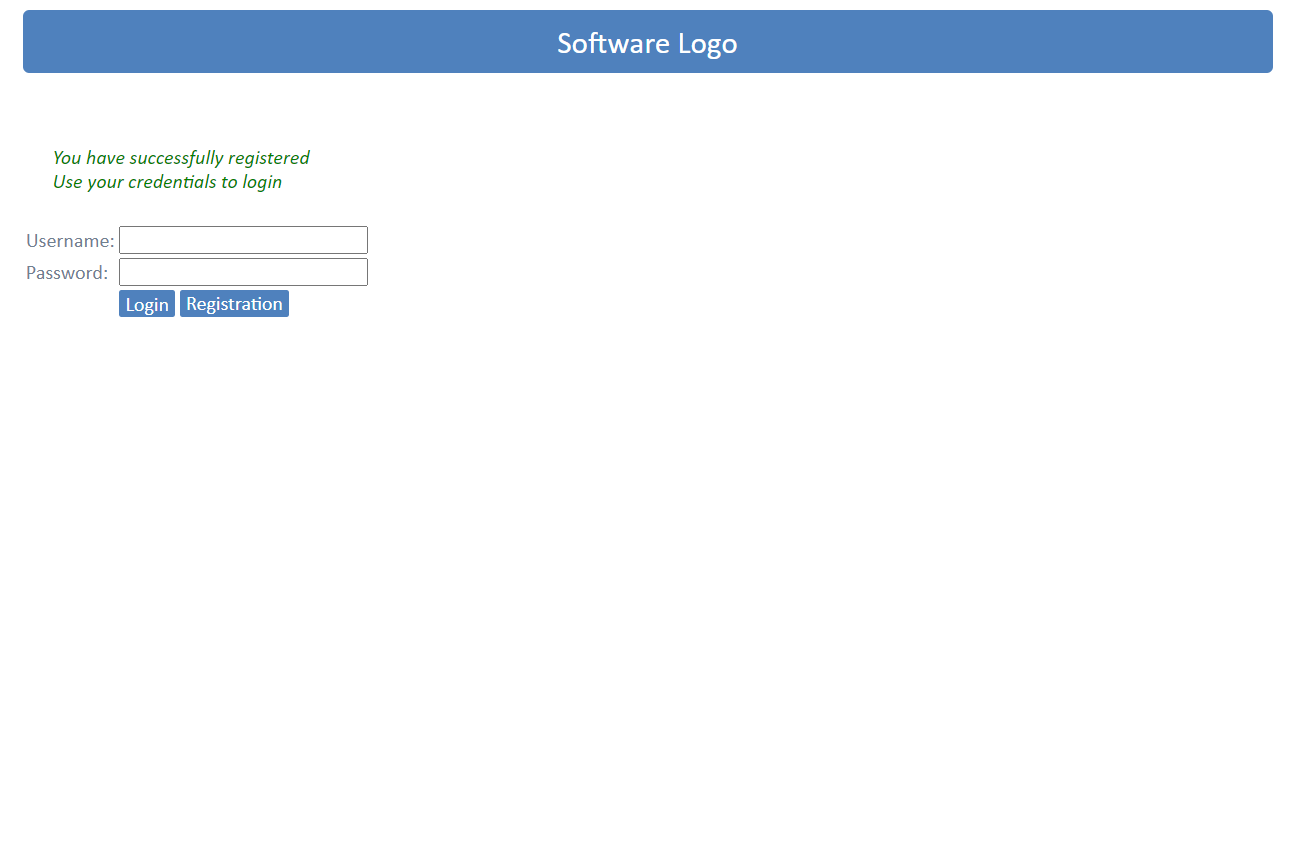 Software Logo
You have successfully registered
Use your credentials to login
Username:
Password:
Login Registration